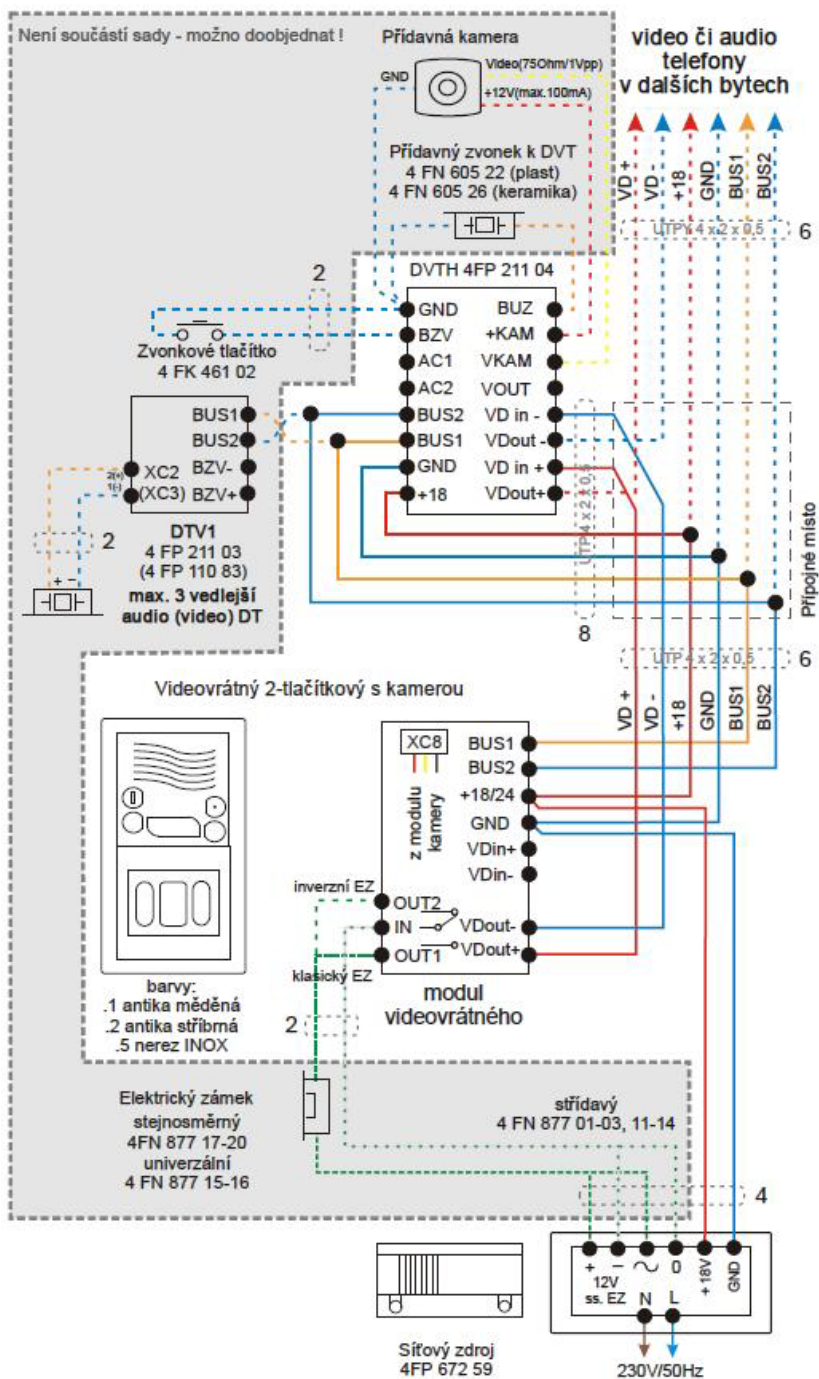 Není součástí sady - možno doobjednat !
Přídavná kamera
GND
Video(75Ohm/1Vpp)
+12V(max.100mA)
video či audio
telefony
v dalších bytech
Přídavný zvonek k DVT
4 FN 605 22 (plast)
4 FN 605 26 (keramika)
VD +
VD -
+18
GND
BUS1
BUS2
UTPY 4 x 2 x 0,5
6
DVTH 4FP 211 04
2
GND
BZV
AC1
AC2
BUS2
BUS1
GND
+18
BUZ
+KAM
VKAM
VOUT
VD in -
VDout -
VD in +
VDout+
Zvonkové tlačítko
4 FK 461 02
BUS1
BUS2
BZV-
BZV+
XC2
(XC3)
2(+)
1(-)
2
+ -
DTV1
4 FP 211 03
(4 FP 110 83)
max. 3 vedlejší
audio (video) DT
UTP 4 x 2 x 0,5
8
Přípojné místo
UTP 4 x 2 x 0,5
6
VD +
VD -
+18
GND
BUS1
BUS2
Videovrátný 2-tlačítkový s kamerou
XC8
z modulu
kamery
BUS1
BUS2
+18/24
GND
VDin+
VDin-
VDout-
VDout+
inverzní EZ
OUT2
IN
OUT1
klasický EZ
modul
videovrátného
barvy:
.1 antika měděná
.2 antika stříbrná
.5 nerez INOX
2
Elektrický zámek
stejnosměrný
4FN 877 17-20
univerzální
4 FN 877 15-16
střídavý
4 FN 877 01-03, 11-14
4
+
–
~
0
+18V
GND
12V
ss. EZ
N
L
Síťový zdroj
4FP 672 59
230V/50Hz